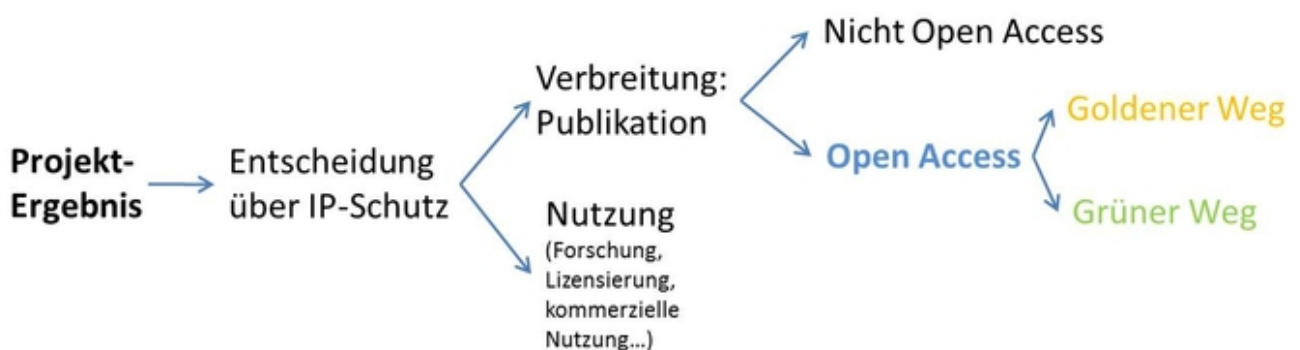 Projekt-
Ergebnis
Entscheidung
über IP-Schutz
Verbreitung:
Publikation
Nutzung
(Forschung,
Lizensierung,
kommerzielle
Nutzung...)
Nicht Open Access
Open Access
Goldener Weg
Grüner Weg